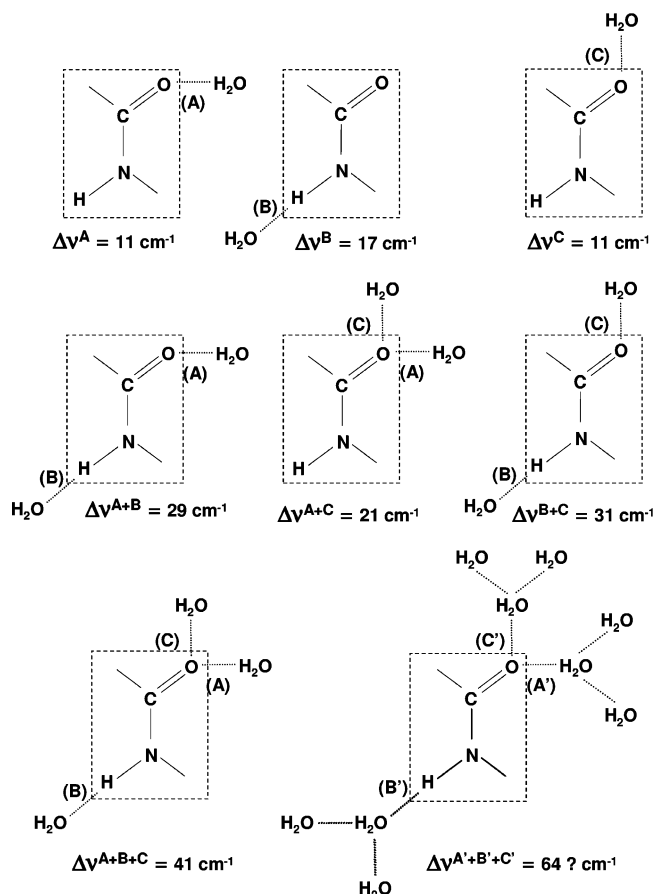 H₂O
O H₂O O (C)
(A) O
C C C
N N N
H H H
(B)
H₂O
Δν^A = 11 cm⁻¹ Δν^B = 17 cm⁻¹ Δν^C = 11 cm⁻¹
H₂O H₂O
(C) (C)
O H₂O O H₂O O
(A) (A)
C C C
N N N
(B) H H (B) H
H₂O H₂O
Δν^A+B = 29 cm⁻¹ Δν^A+C = 21 cm⁻¹ Δν^B+C = 31 cm⁻¹
H₂O H₂O
H₂O H₂O
H₂O
(C) (C')
O H₂O O H₂O
(A) (A')
C C H₂O
N N
(B) H (B') H
H₂O H₂O H₂O
Δν^A+B+C = 41 cm⁻¹ Δν^A'+B'+C' = 64 ? cm⁻¹
H₂O